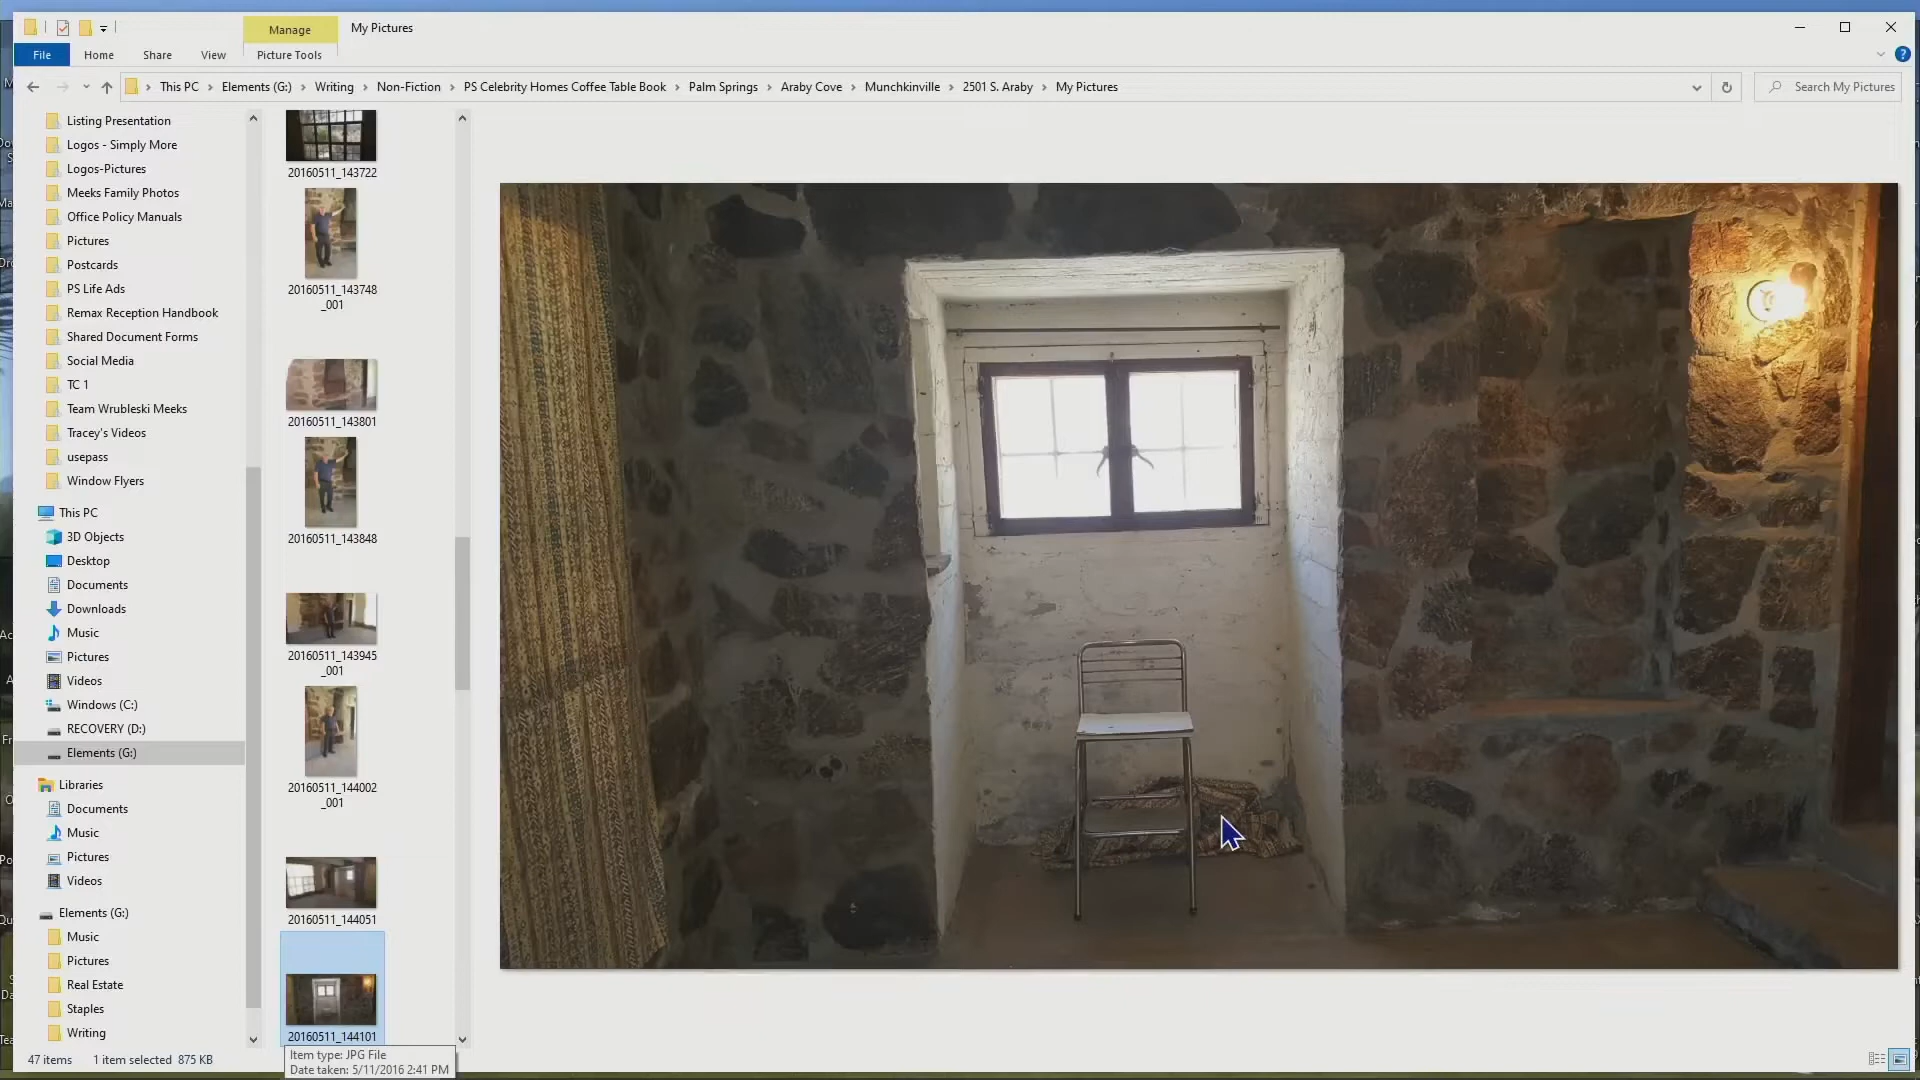 Manage
My Pictures
File
Home
Share
View
Picture Tools
This PC
Elements (G:)
Writing
Non-Fiction
PS Celebrity Homes Coffee Table Book
Palm Springs
Araby Cove
Munchkinville
2501 S. Araby
My Pictures
Search My Pictures
Listing Presentation
Logos - Simply More
Logos-Pictures
Meeks Family Photos
Office Policy Manuals
Pictures
Postcards
PS Life Ads
Remax Reception Handbook
Shared Document Forms
Social Media
TC 1
Team Wrubleski Meeks
Tracey's Videos
usepass
Window Flyers
This PC
3D Objects
Desktop
Documents
Downloads
Music
Pictures
Videos
Windows (C:)
RECOVERY (D:)
Elements (G:)
Libraries
Documents
Music
Pictures
Videos
Elements (G:)
Music
Pictures
Real Estate
Staples
Writing
20160511_143722
20160511_143748
_001
20160511_143801
20160511_143848
20160511_143945
_001
20160511_144002
_001
20160511_144051
20160511_144101
Item type: JPG File
Date taken: 5/11/2016 2:41 PM
47 items
1 item selected 875 KB